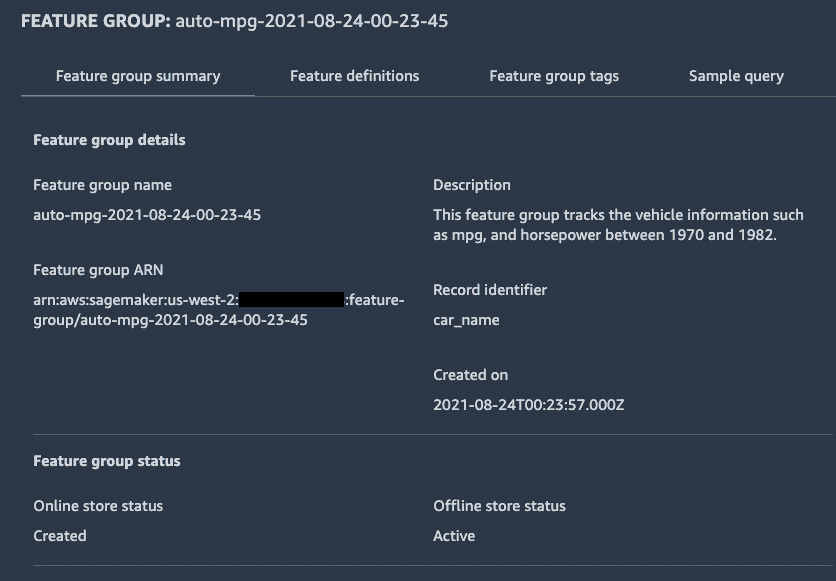 FEATURE GROUP: auto-mpg-2021-08-24-00-23-45
Feature group summary
Feature definitions
Feature group tags
Sample query
Feature group details
Feature group name
auto-mpg-2021-08-24-00-23-45
Feature group ARN
arn:aws:sagemaker:us-west-2: :feature-
group/auto-mpg-2021-08-24-00-23-45
Description
This feature group tracks the vehicle information such
as mpg, and horsepower between 1970 and 1982.
Record identifier
car_name
Created on
2021-08-24T00:23:57.000Z
Feature group status
Online store status
Created
Offline store status
Active